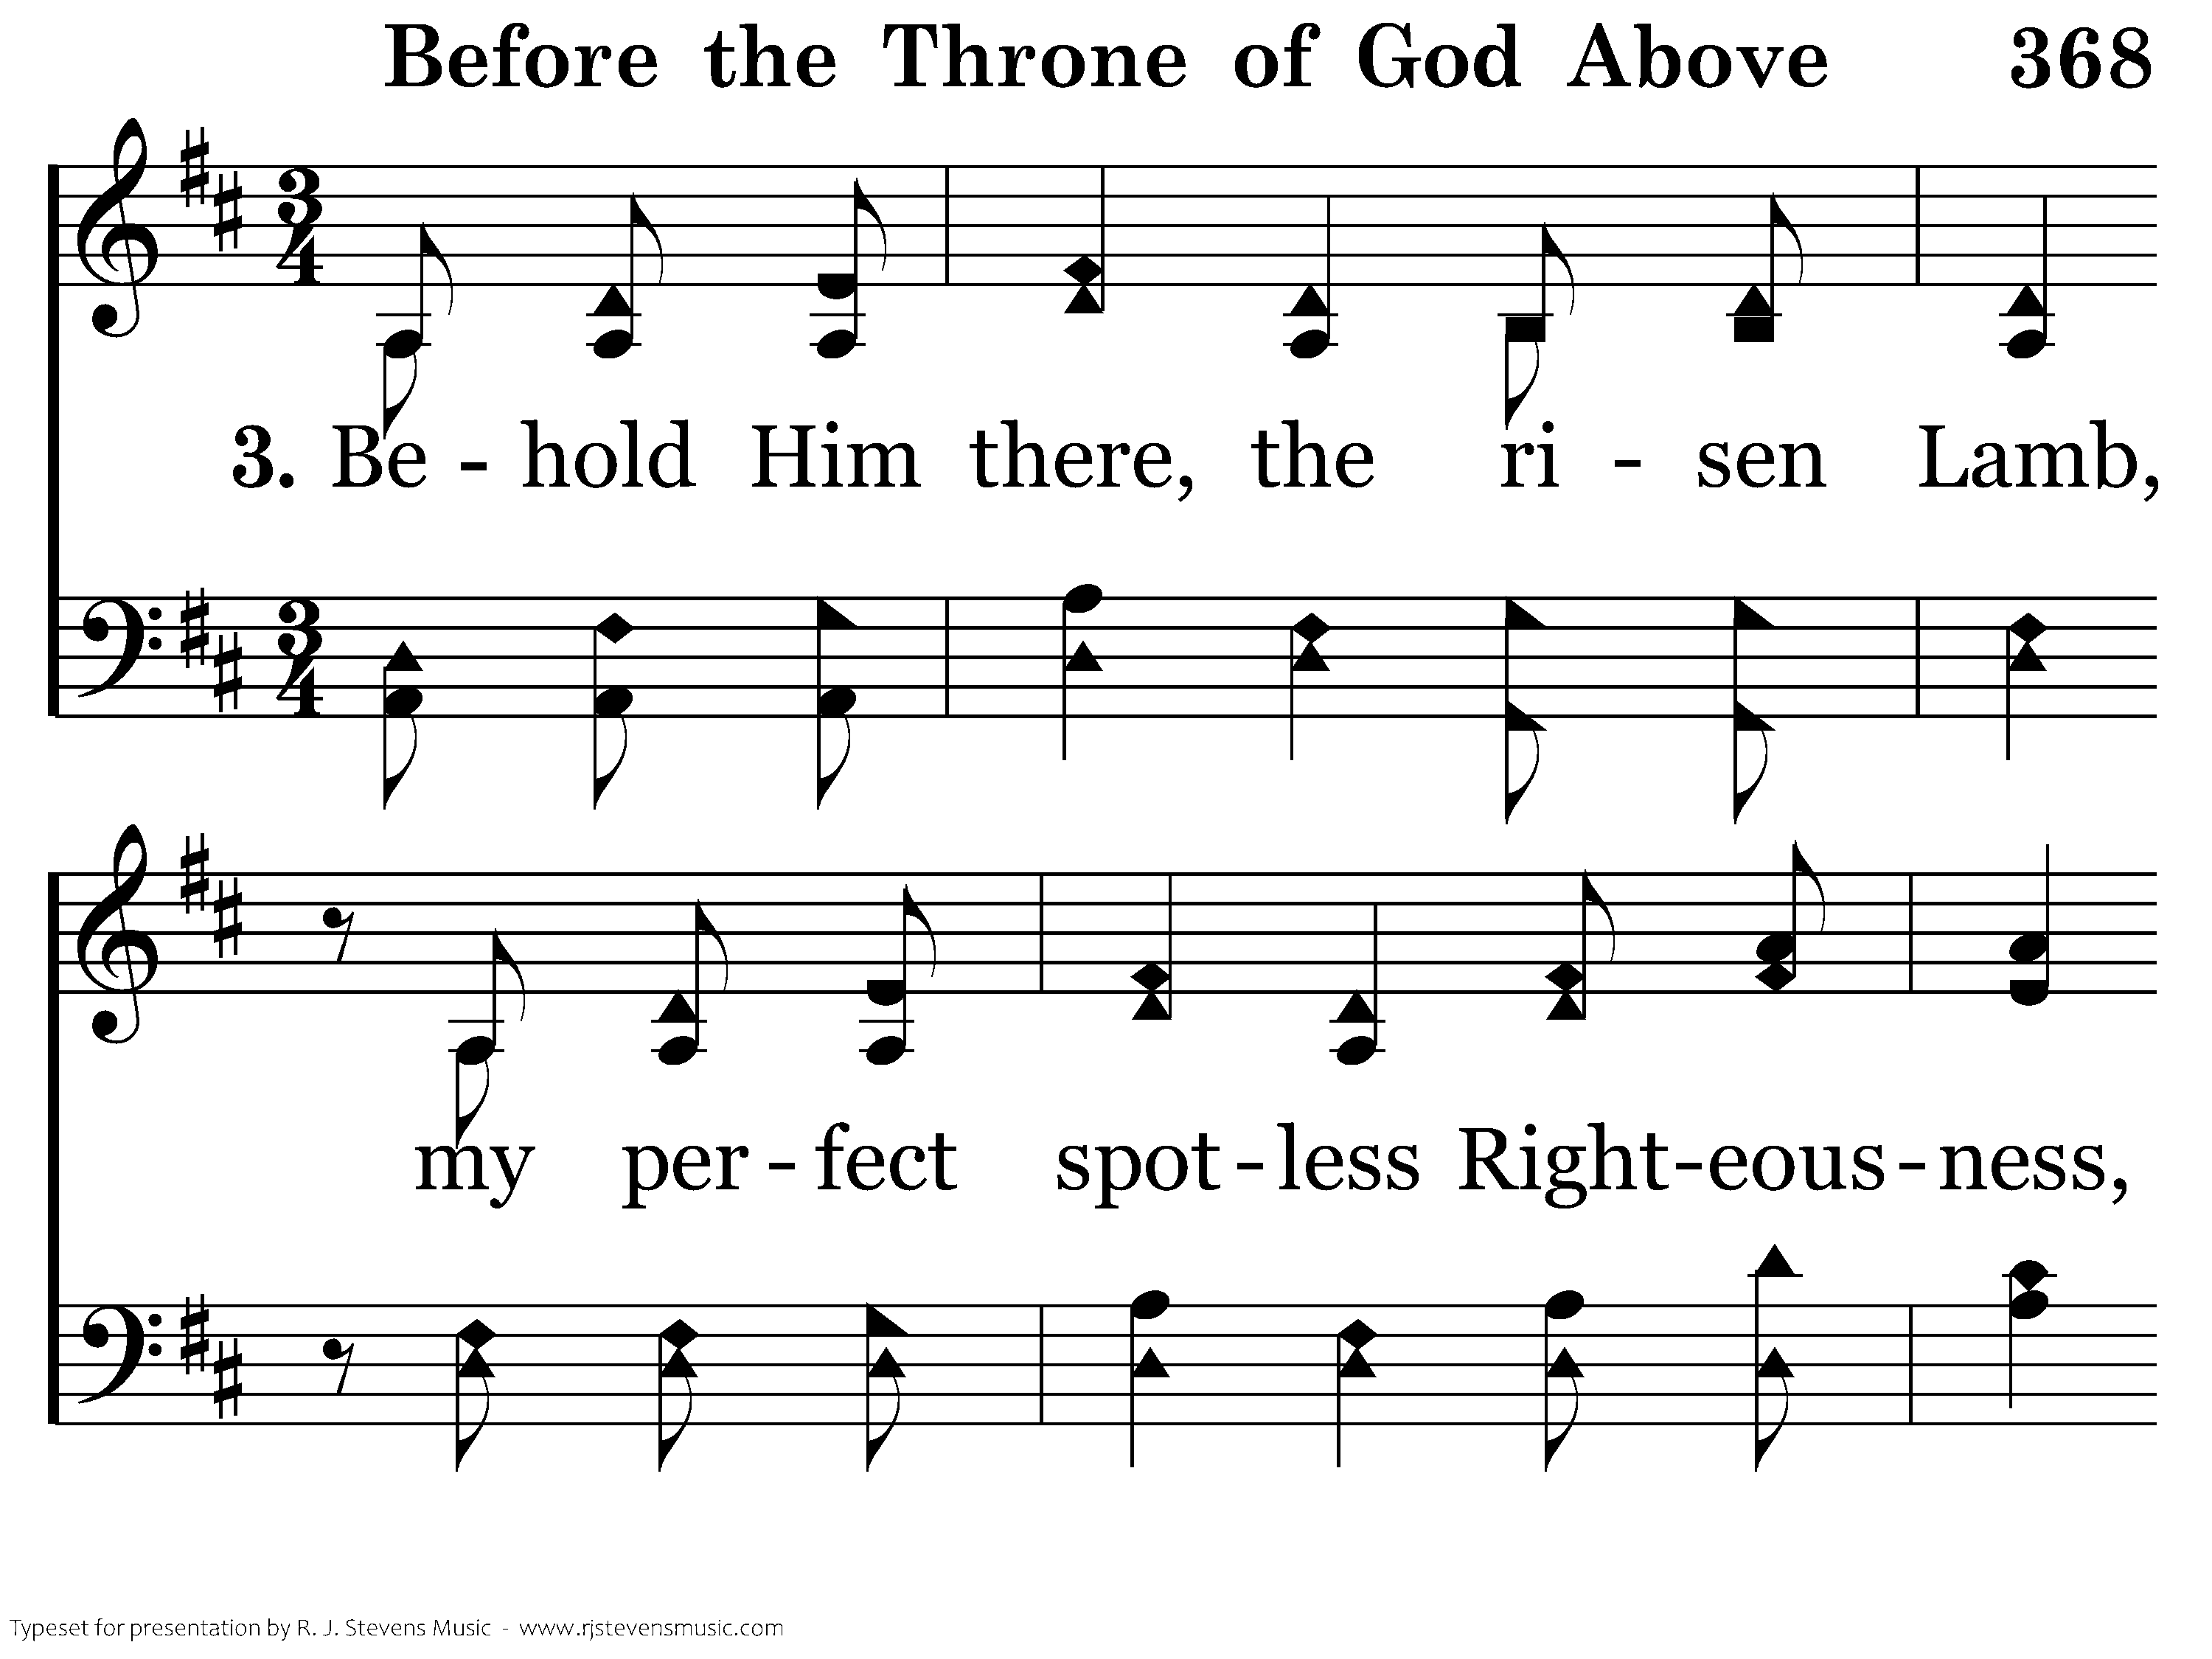 Before the Throne of God Above 368
3. Be - hold Him there, the ri - sen Lamb,
my per - fect spot - less Right - eous - ness,
Typeset for presentation by R. J. Stevens Music - www.rjstevensmusic.com